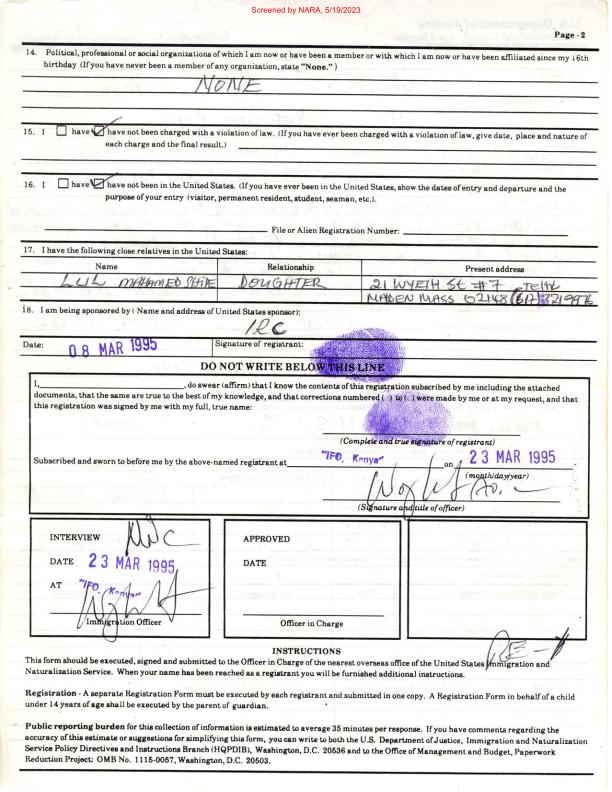 Screened by NARA, 5/19/2023
Page - 2
14. Political, professional or social organizations of which I am now or have been a member or with which I am now or have been affiliated since my 16th
birthday (If you have never been a member of any organization, state "None.")
NONE
15. I have have not been charged with a violation of law. (If you have ever been charged with a violation of law, give date, place and nature of
each charge and the final result.)
16. I have have not been in the United States. (If you have ever been in the United States, show the dates of entry and departure and the
purpose of your entry (visitor, permanent resident, student, seaman, etc.).
File or Alien Registration Number:
17. I have the following close relatives in the United States:
Name Relationship Present address
LUL MAHAMED DOUGHTER 21 WYETH St #7
MADEN MASS 02148
18. I am being sponsored by (Name and address of United States sponsor):
IRC
Date: 08 MAR 1995 Signature of registrant:
DO NOT WRITE BELOW THIS LINE
I, , do swear (affirm) that I know the contents of this registration subscribed by me including the attached
documents, that the same are true to the best of my knowledge, and that corrections numbered ( ) to ( ) were made by me or at my request, and that
this registration was signed by me with my full, true name:
(Complete and true signature of registrant)
Subscribed and sworn to before me by the above-named registrant at "IFO, Kenya" on 23 MAR 1995
(month/day/year)
(Signature and title of officer)
INTERVIEW
DATE 23 MAR 1995
AT "IFO, Kenya"
Immigration Officer
APPROVED
DATE
Officer in Charge
INSTRUCTIONS
This form should be executed, signed and submitted to the Officer in Charge of the nearest overseas office of the United States Immigration and
Naturalization Service. When your name has been reached as a registrant you will be furnished additional instructions.
Registration - A separate Registration Form must be executed by each registrant and submitted in one copy. A Registration Form in behalf of a child
under 14 years of age shall be executed by the parent of guardian.
Public reporting burden for this collection of information is estimated to average 35 minutes per response. If you have comments regarding the
accuracy of this estimate or suggestions for simplifying this form, you can write to both the U.S. Department of Justice, Immigration and Naturalization
Service Policy Directives and Instructions Branch (HQPDIB), Washington, D.C. 20536 and to the Office of Management and Budget, Paperwork
Reduction Project: OMB No. 1115-0057, Washington, D.C. 20503.